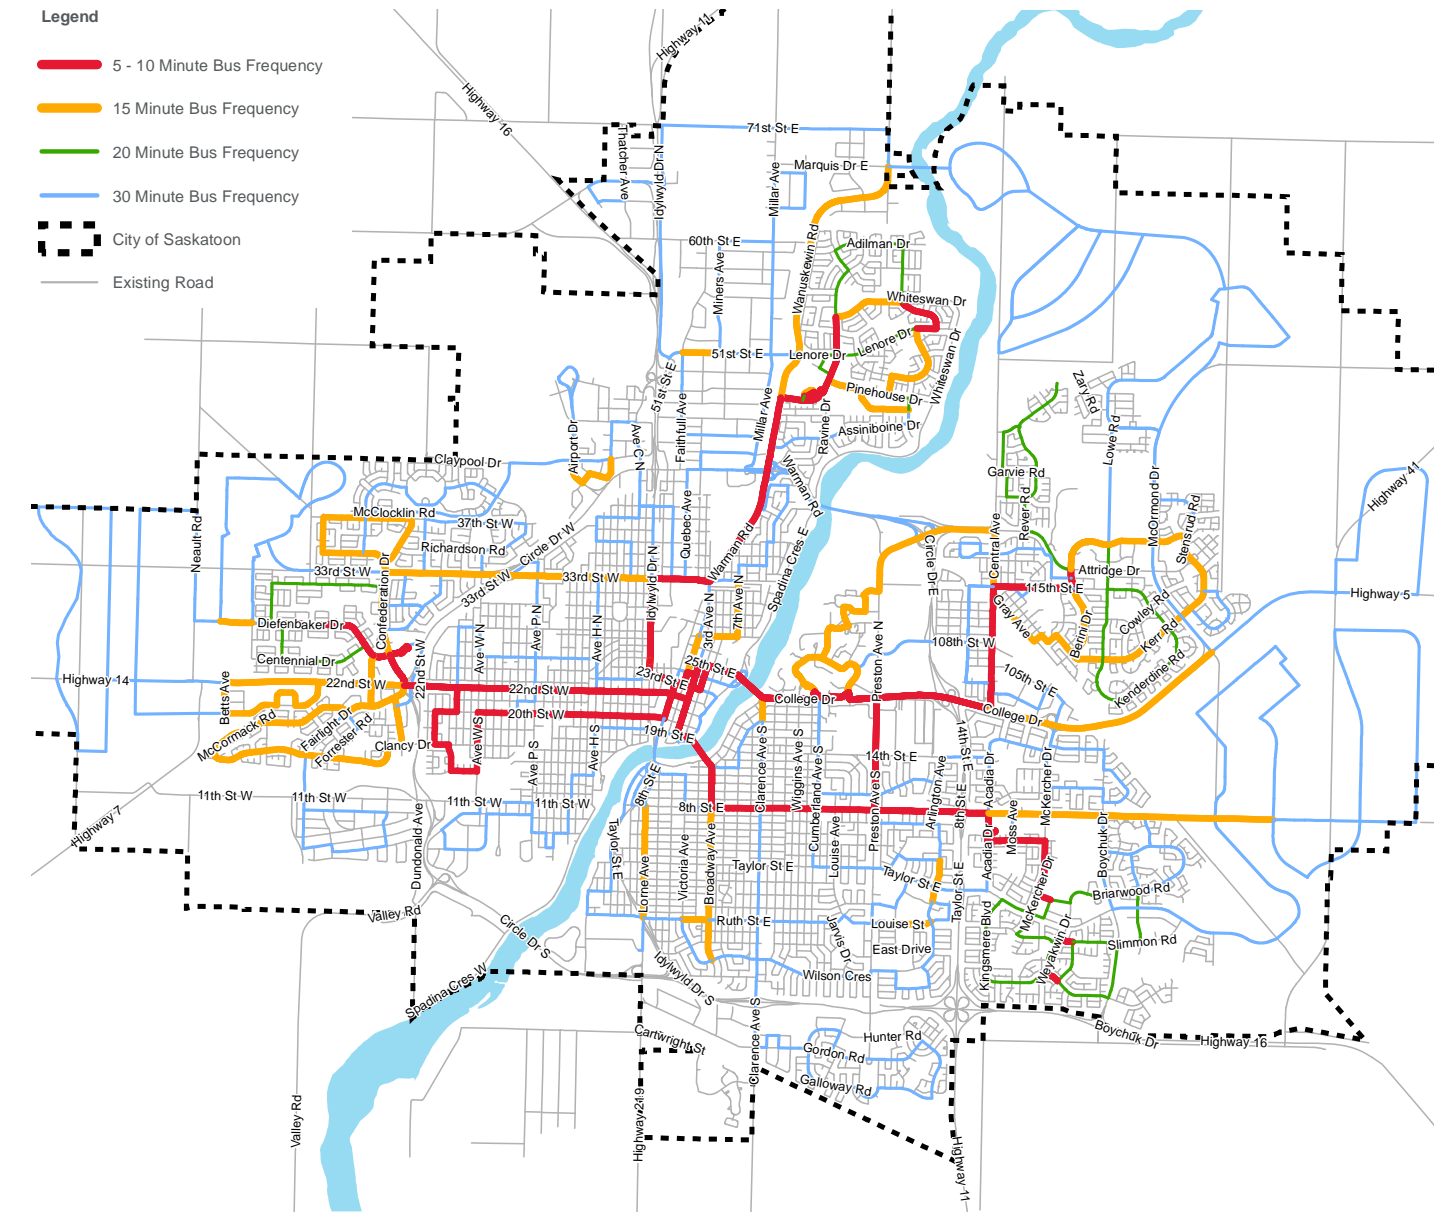 Legend
5 - 10 Minute Bus Frequency
15 Minute Bus Frequency
20 Minute Bus Frequency
30 Minute Bus Frequency
City of Saskatoon
Existing Road
Highway 11
Highway 16
71st St E
Thatcher Ave
Idylwyld Dr N
Millar Ave
Marquis Dr E
60th St E
Miners Ave
Wanuskewin Rd
Adilman Dr
Whiteswan Dr
51st St E
Lenore Dr
Lenore Dr
Whiteswan Dr
51st St E
Pinehouse Dr
Zary Rd
Faithfull Ave
Millar Ave
Ravine Dr
Assiniboine Dr
Airport Dr
Ave C N
Lowe Rd
Claypool Dr
Warman Rd
Garvie Rd
McOrmond Dr
Highway 41
Neault Rd
McClocklin Rd
37th St W
Quebec Ave
Rever Rd
Stensrud Rd
Richardson Rd
Circle Dr W
Warman Rd
Spadina Cres E
Circle Dr E
Central Ave
33rd St W
Confederation Dr
33rd St W
33rd St W
Idylwyld Dr N
Attridge Dr
115th St E
Highway 5
Diefenbaker Dr
Ave W N
Ave P N
Ave H N
3rd Ave N
7th Ave N
Preston Ave N
108th St W
Gray Ave
Berini Dr
Cowley Rd
Kerr Rd
Centennial Dr
22nd St W
23rd St E
25th St E
105th St E
Kenderdine Rd
Highway 14
Betts Ave
22nd St W
22nd St W
College Dr
College Dr
McCormack Rd
Fairlight Dr
Forrester Rd
Clancy Dr
20th St W
Ave W S
Ave P S
Ave H S
19th St E
Clarence Ave S
Wiggins Ave S
Cumberland Ave S
14th St E
14th St E
Acadia Dr
McKercher Dr
8th St E
Preston Ave S
Arlington Ave
8th St E
11th St W
11th St W
11th St W
11th St W
8th St E
Highway 7
Dundonald Ave
Taylor St E
Lorne Ave
Victoria Ave
Broadway Ave
Louise Ave
Acadia Dr
Moss Ave
Boychuk Dr
Taylor St E
Taylor St E
Taylor St E
McKercher Dr
Briarwood Rd
Valley Rd
Circle Dr S
Ruth St E
Jarvis Dr
Louise St
East Drive
Kingsmere Blvd
Weyakwin Dr
Slimmon Rd
Spadina Cres W
Idylwyld Dr S
Wilson Cres
Clarence Ave S
Cartwright St
Gordon Rd
Hunter Rd
Galloway Rd
Boychuk Dr
Highway 16
Valley Rd
Highway 219
Highway 11